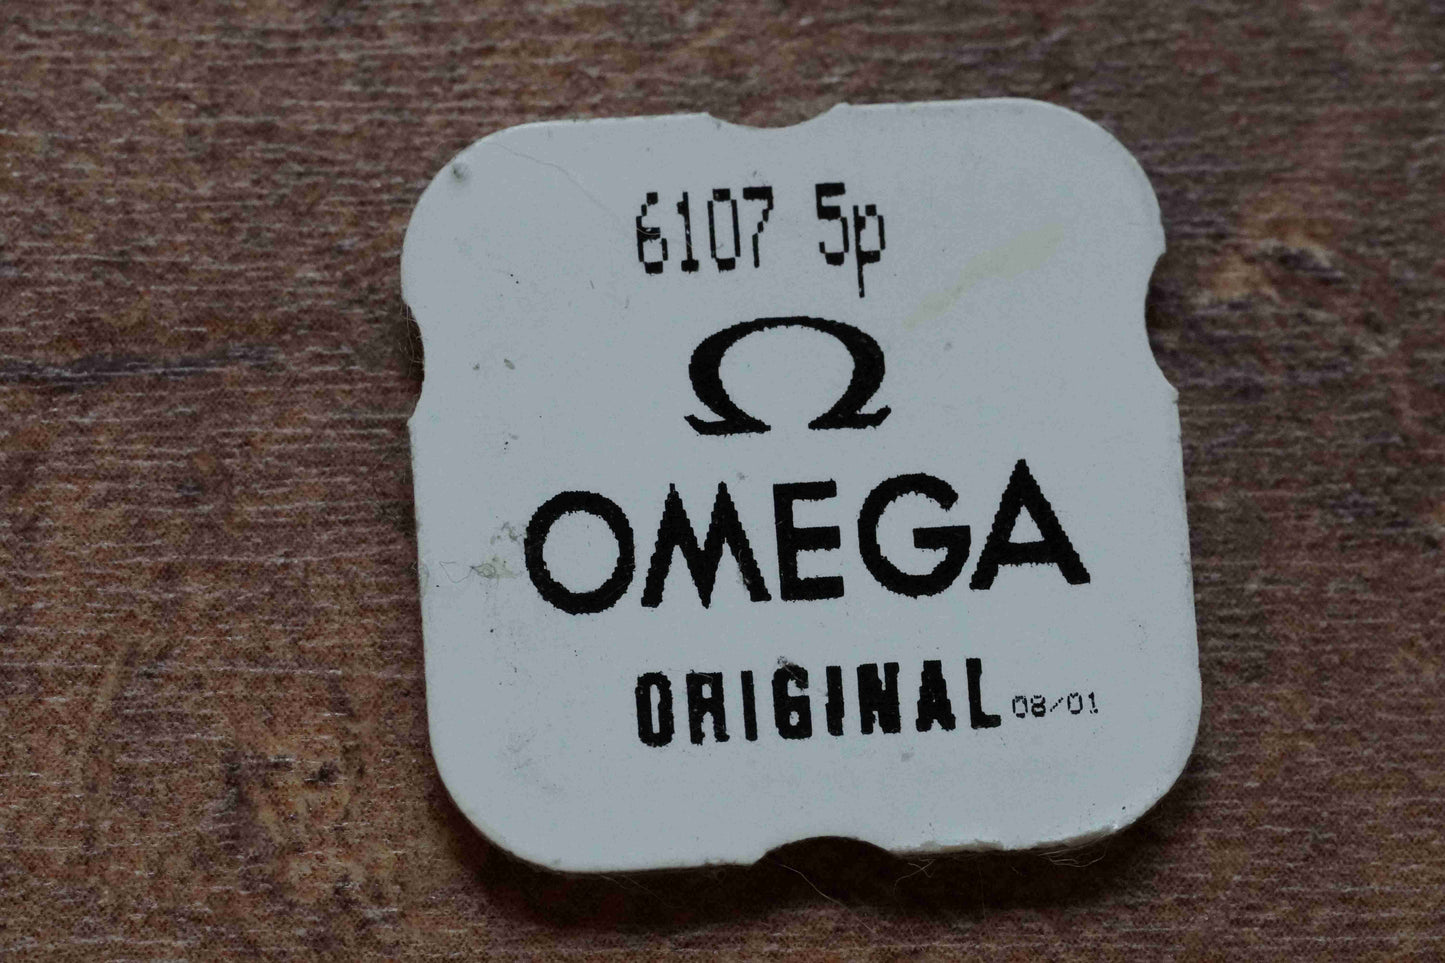 6107 5p
Ω
OMEGA
ORIGINAL 08/01